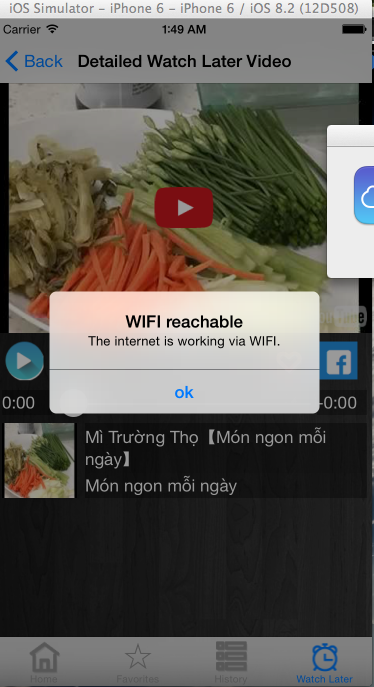 iOS Simulator – iPhone 6 – iPhone 6 / iOS 8.2 (12D508)
Carrier 1:49 AM
Back Detailed Watch Later Video
WIFI reachable
The internet is working via WIFI.
ok
0:00 -0:00
Mì Trường Thọ【Món ngon mỗi
ngày】
Món ngon mỗi ngày
Home Favorites History Watch Later